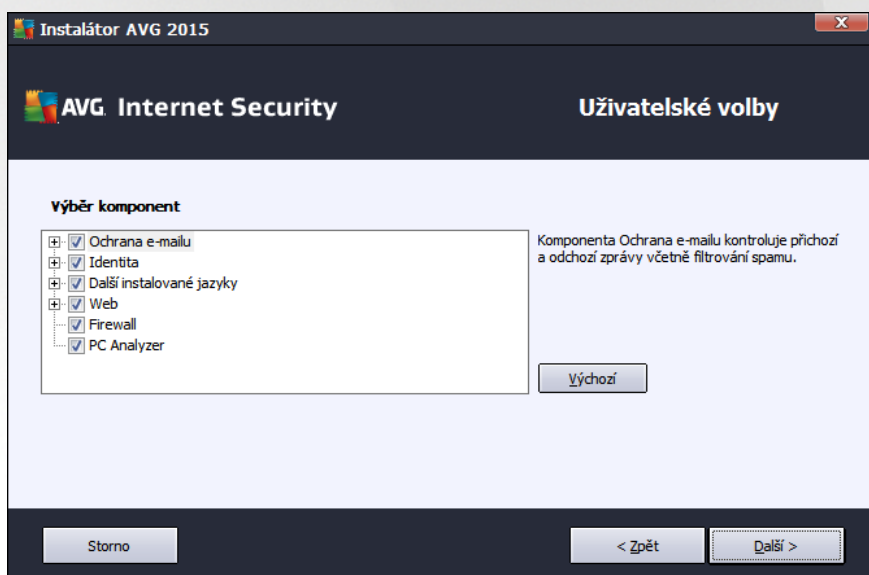 Instalátor AVG 2015
X
AVG Internet Security
Uživatelské volby
Výběr komponent
Ochrana e-mailu
Identita
Další instalované jazyky
Web
Firewall
PC Analyzer
Komponenta Ochrana e-mailu kontroluje příchozí
a odchozí zprávy včetně filtrování spamu.
Výchozí
Storno
< Zpět
Další >